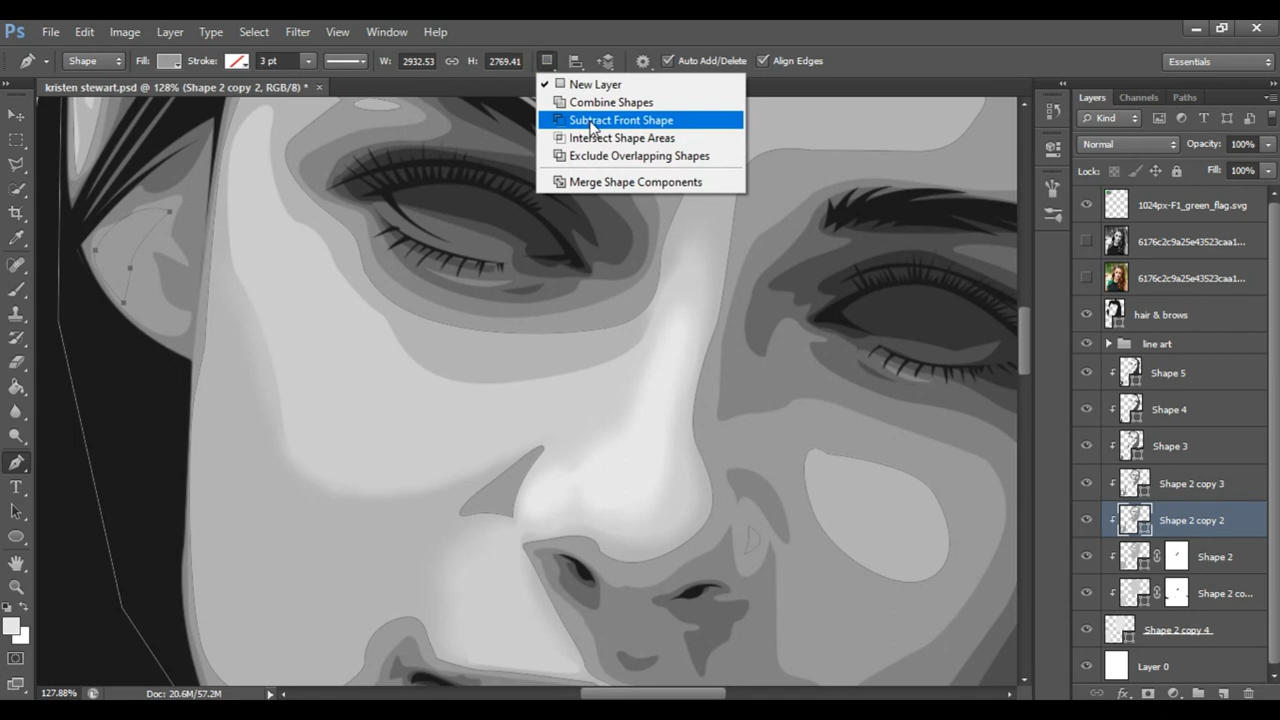 Ps File Edit Image Layer Type Select Filter View Window Help
Shape Fill: Stroke: 3 pt W: 2932.53 H: 2769.41 Auto Add/Delete Align Edges Essentials
kristen stewart.psd @ 128% (Shape 2 copy 2, RGB/8) * ×
New Layer
Combine Shapes
Subtract Front Shape
Intersect Shape Areas
Exclude Overlapping Shapes
Merge Shape Components
Layers Channels Paths
Kind
Normal Opacity: 100%
Lock: Fill: 100%
1024px-F1_green_flag.svg
6176c2c9a25e43523caa1...
6176c2c9a25e43523caa1...
hair & brows
line art
Shape 5
Shape 4
Shape 3
Shape 2 copy 3
Shape 2 copy 2
Shape 2
Shape 2 co...
Shape 2 copy 4
Layer 0
127.88% Doc: 20.6M/57.2M